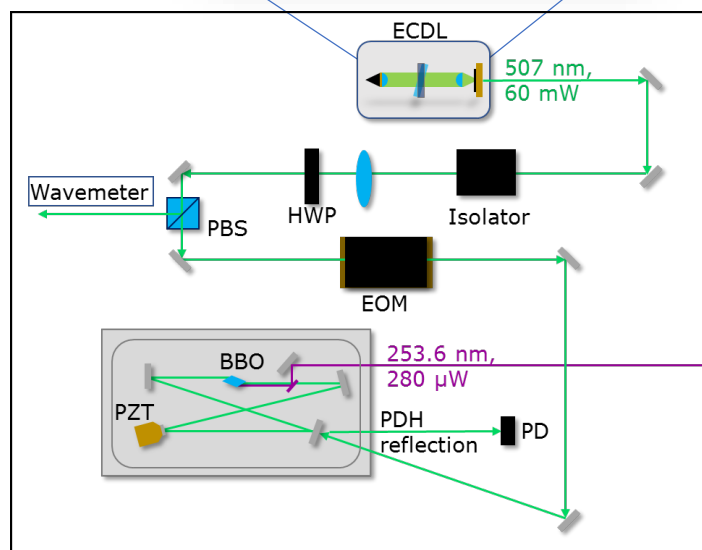 ECDL
507 nm,
60 mW
Wavemeter
PBS
HWP
Isolator
EOM
BBO
253.6 nm,
280 μW
PZT
PDH
reflection
PD